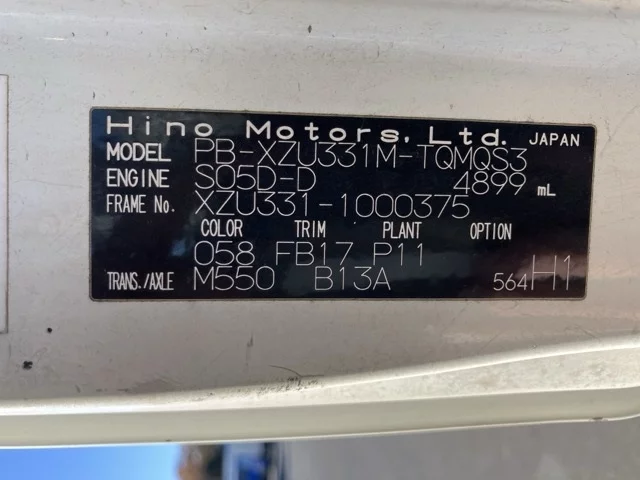 Hino Motors, Ltd. JAPAN
MODEL PB-XZU331M-TQMQS3
ENGINE S05D-D 4899 mL
FRAME No. XZU331-1000375
COLOR TRIM PLANT OPTION
058 FB17 P11
TRANS./AXLE M550 B13A 564H1